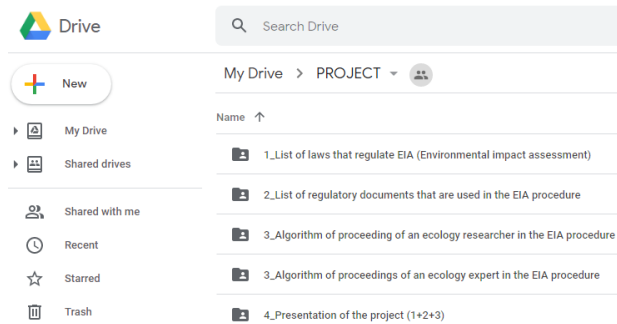 Drive
Search Drive
New
My Drive > PROJECT
Name
My Drive
Shared drives
Shared with me
Recent
Starred
Trash
1_List of laws that regulate EIA (Environmental impact assessment)
2_List of regulatory documents that are used in the EIA procedure
3_Algorithm of proceeding of an ecology researcher in the EIA procedure
3_Algorithm of proceedings of an ecology expert in the EIA procedure
4_Presentation of the project (1+2+3)